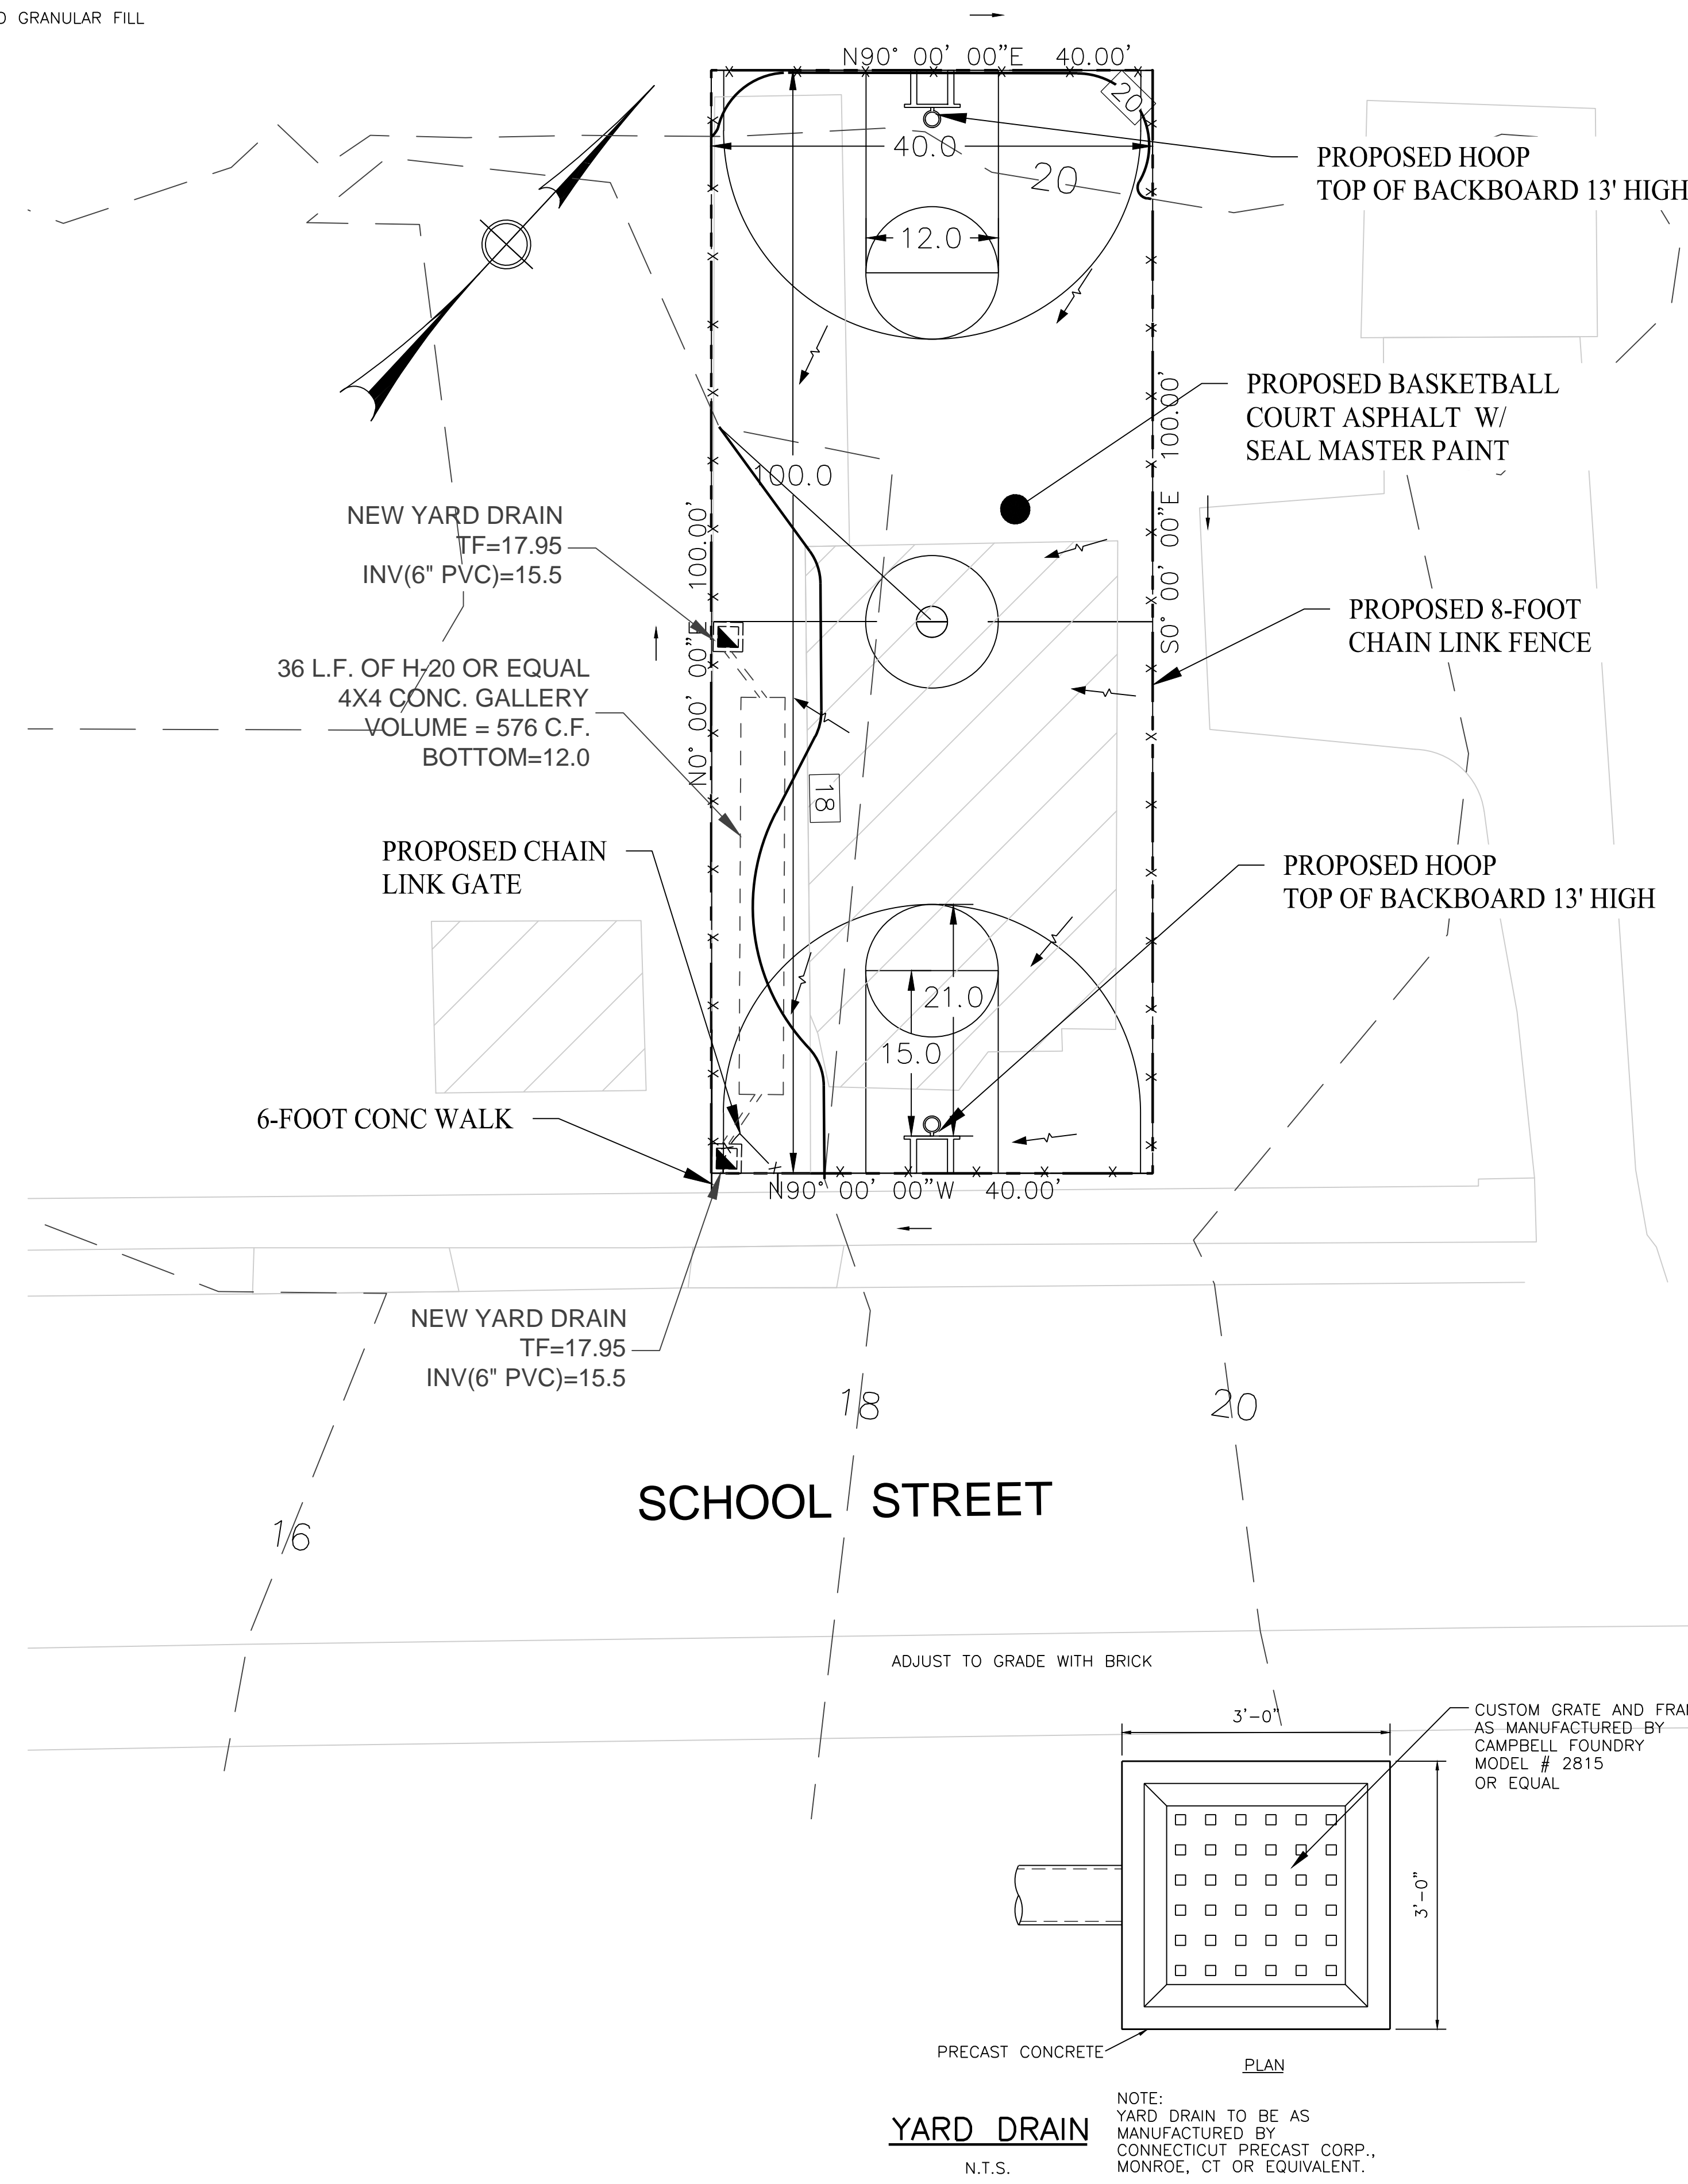 GRANULAR FILL
N90° 00' 00"E 40.00'
20
40.0
20
PROPOSED HOOP
TOP OF BACKBOARD 13' HIGH
12.0
PROPOSED BASKETBALL
COURT ASPHALT W/
SEAL MASTER PAINT
S0° 00' 00"E 100.00'
100.0
NEW YARD DRAIN
TF=17.95
INV(6" PVC)=15.5
N0° 00' 00"E 100.00'
PROPOSED 8-FOOT
CHAIN LINK FENCE
36 L.F. OF H-20 OR EQUAL
4X4 CONC. GALLERY
VOLUME = 576 C.F.
BOTTOM=12.0
18
PROPOSED CHAIN
LINK GATE
PROPOSED HOOP
TOP OF BACKBOARD 13' HIGH
21.0
15.0
6-FOOT CONC WALK
N90° 00' 00"W 40.00'
NEW YARD DRAIN
TF=17.95
INV(6" PVC)=15.5
18
20
SCHOOL STREET
16
ADJUST TO GRADE WITH BRICK
3'-0"
CUSTOM GRATE AND
AS MANUFACTURED BY
CAMPBELL FOUNDRY
MODEL # 2815
OR EQUAL
3'-0"
PRECAST CONCRETE
PLAN
YARD DRAIN
N.T.S.
NOTE:
YARD DRAIN TO BE AS
MANUFACTURED BY
CONNECTICUT PRECAST CORP.,
MONROE, CT OR EQUIVALENT.